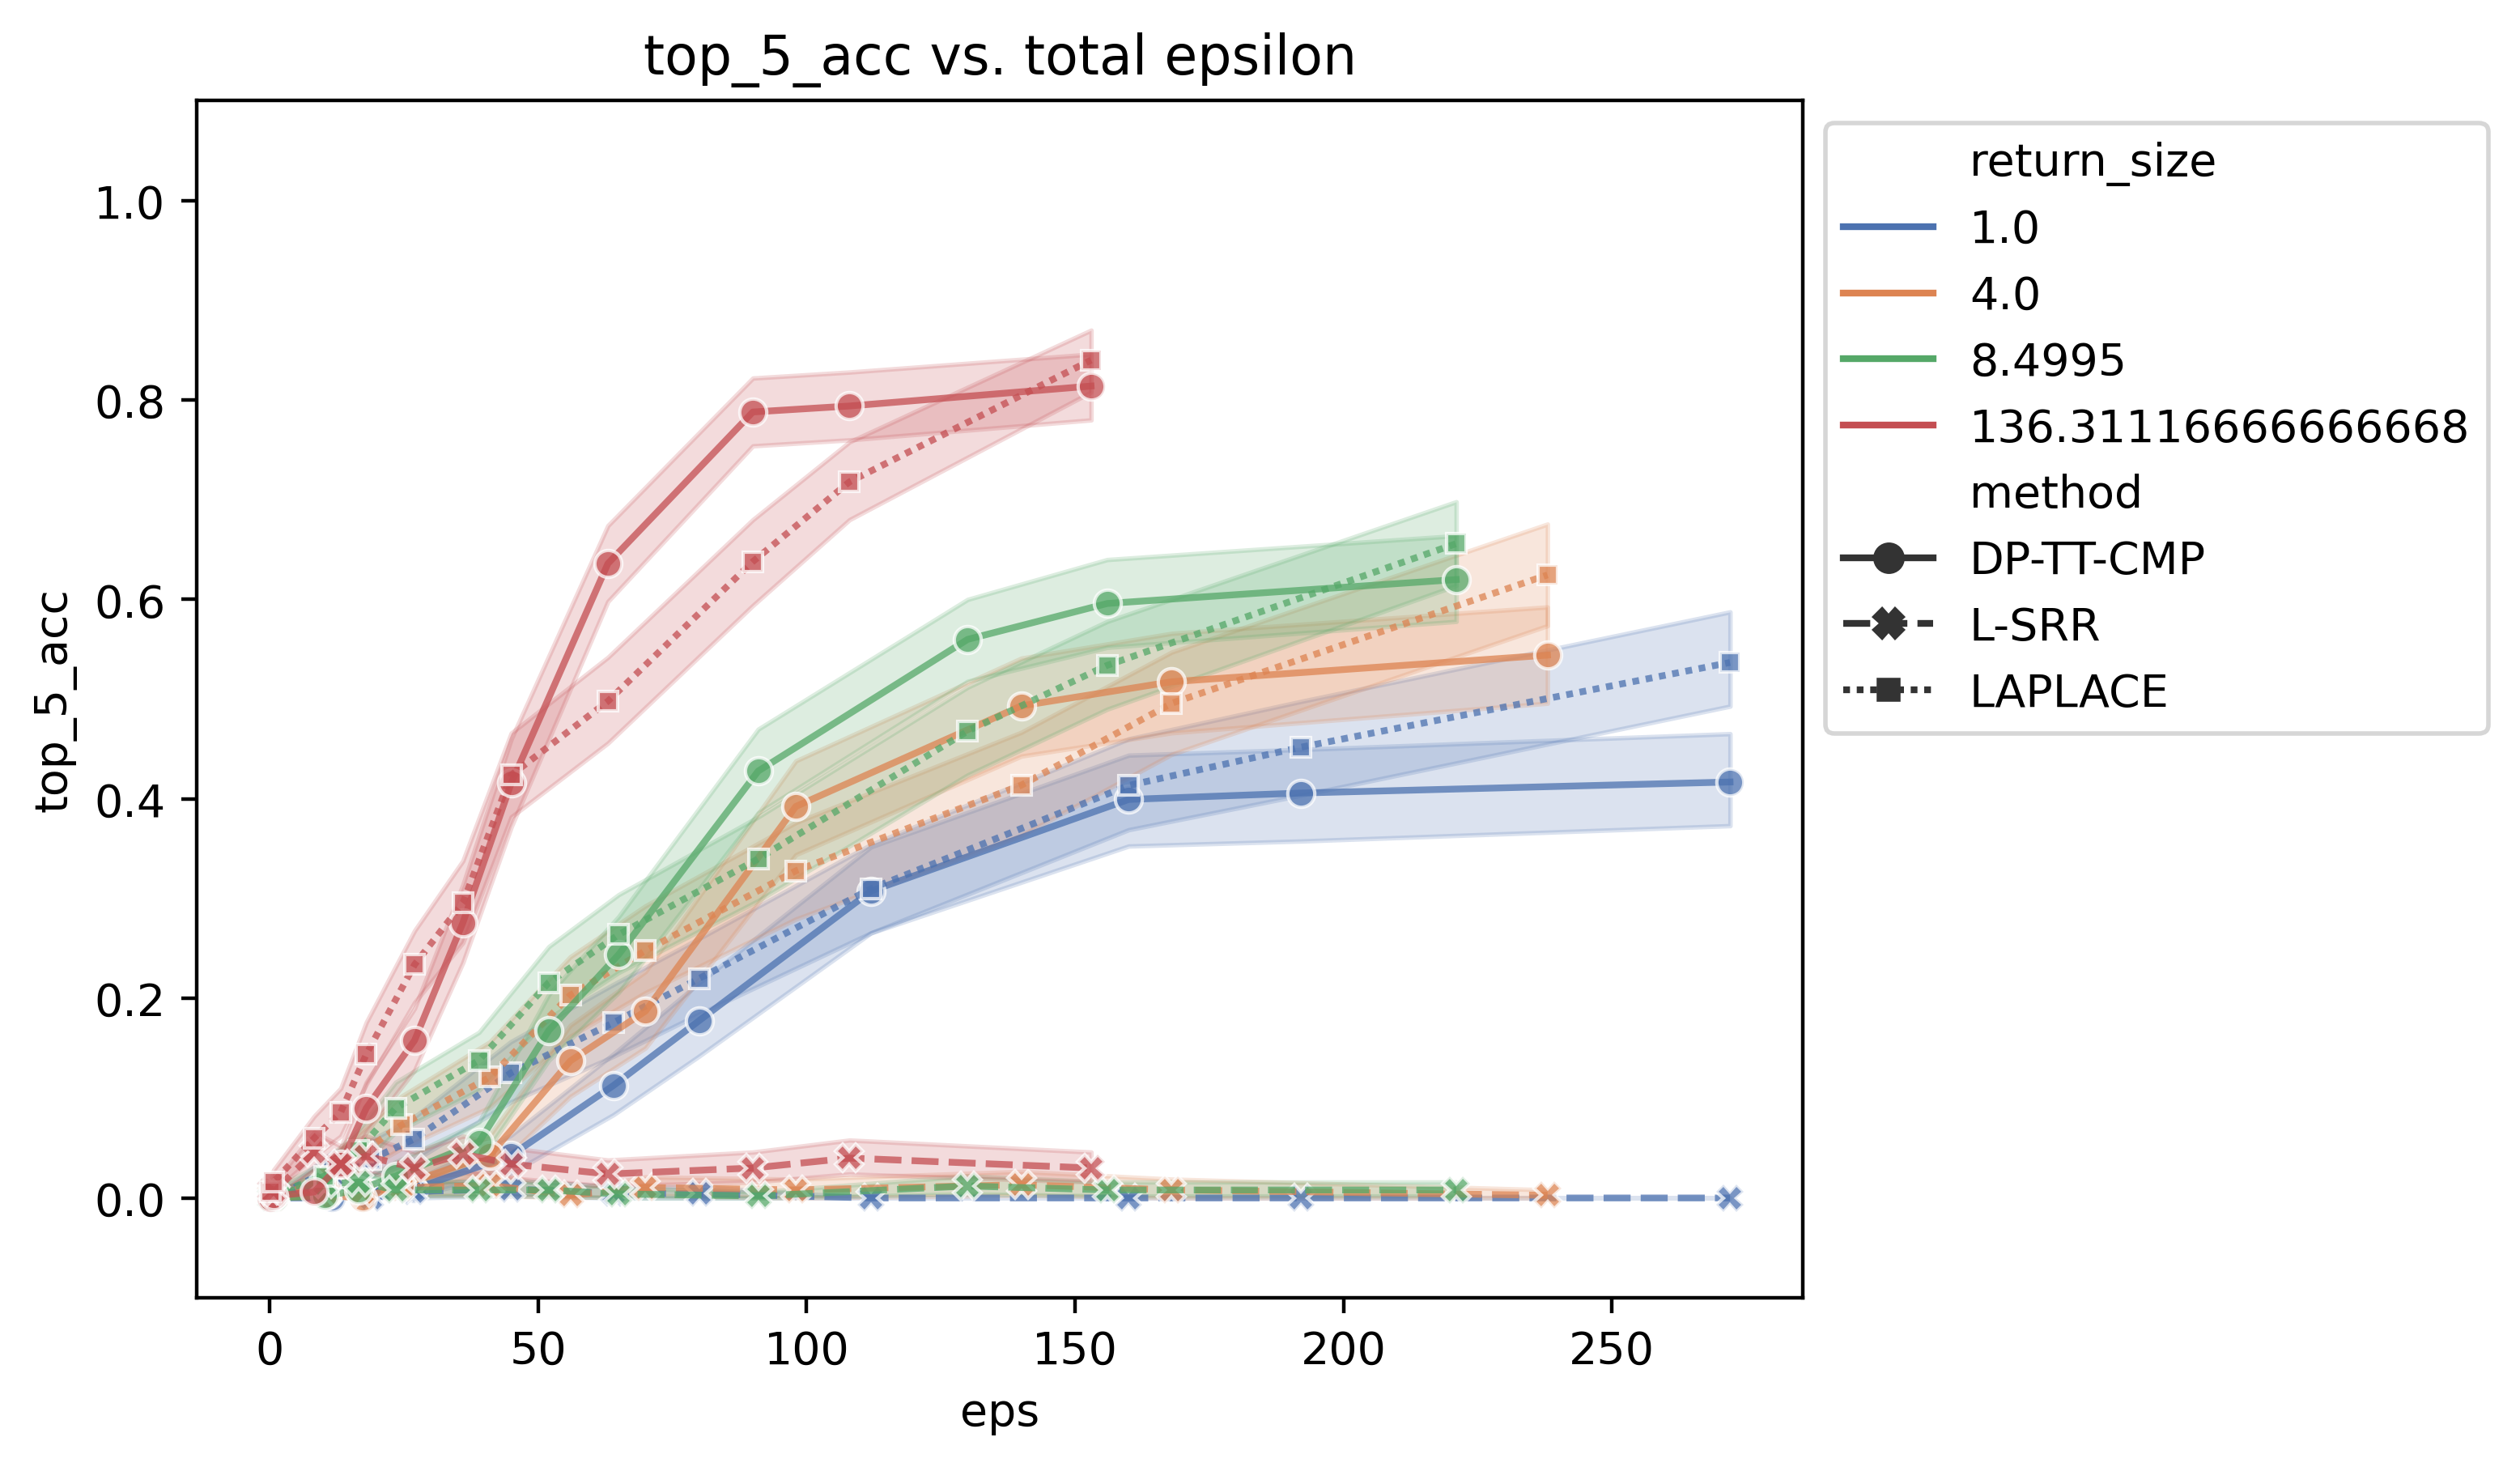 top_5_acc vs. total epsilon
top_5_acc
1.0
0.8
0.6
0.4
0.2
0.0
0 50 100 150 200 250
eps
return_size
1.0
4.0
8.4995
136.31116666666668
method
DP-TT-CMP
L-SRR
LAPLACE